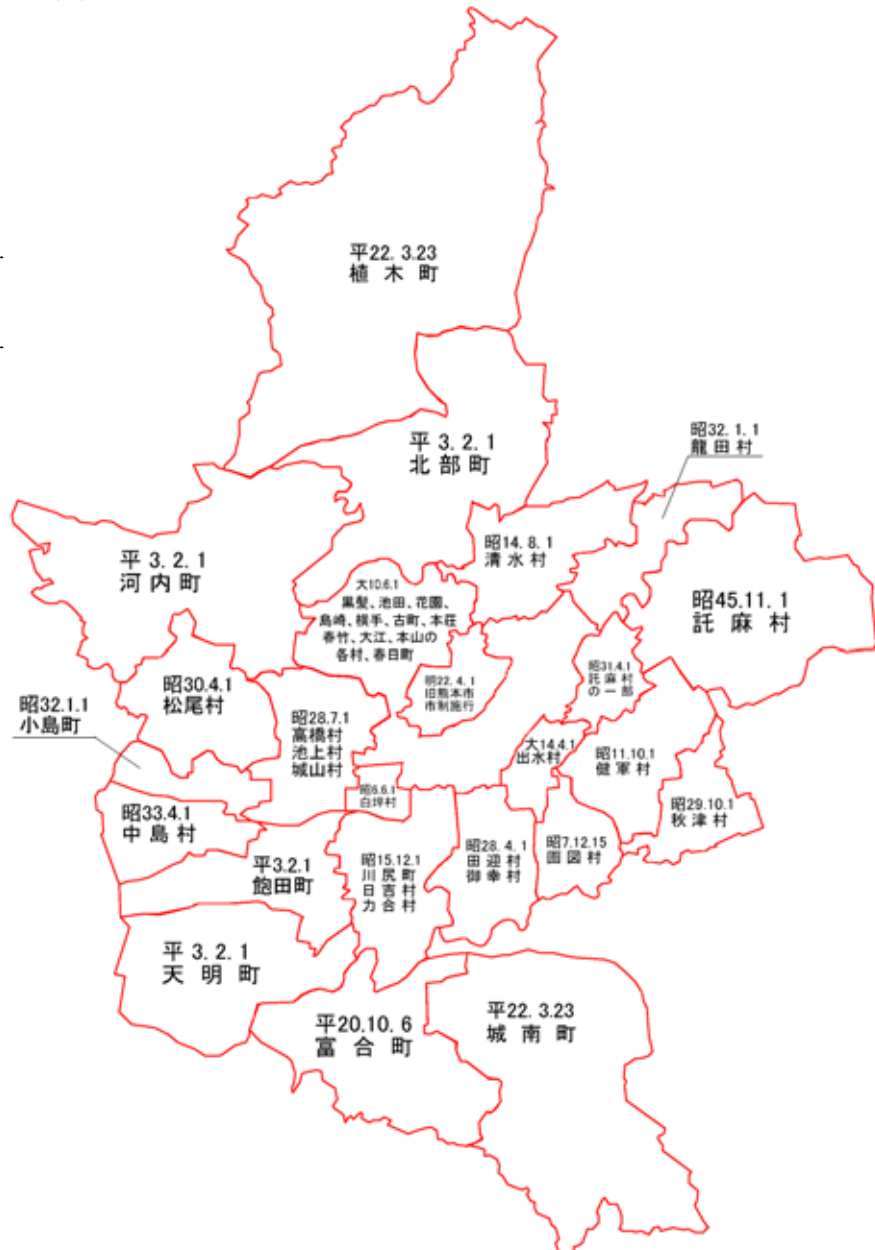 平22. 3.23
植 木 町
平 3. 2. 1
北 部 町
昭32. 1. 1
龍 田 村
昭14. 8. 1
清 水 村
平 3. 2. 1
河 内 町
大10.6.1
黒髪、池田、花園、
島崎、横手、古町、本荘
春竹、大江、本山の
各村、春日町
昭45.11. 1
託 麻 村
明22. 4. 1
旧熊本市
市制施行
昭31.4.1
託 麻 村
の 一 部
昭30.4.1
松尾村
昭32.1.1
小島町
昭28.7.1
高橋村
池上村
城山村
大14.4.1
出水村
昭11.10.1
健 軍 村
昭6.6.1
白坪村
昭29.10.1
秋 津 村
昭33.4.1
中 島 村
昭28. 4. 1
田 迎 村
御 幸 村
昭7.12.15
画 図 村
平3.2.1
飽田町
昭15.12.1
川 尻 町
日 吉 村
力 合 村
平 3. 2. 1
天 明 町
平20.10. 6
富 合 町
平22. 3.23
城 南 町